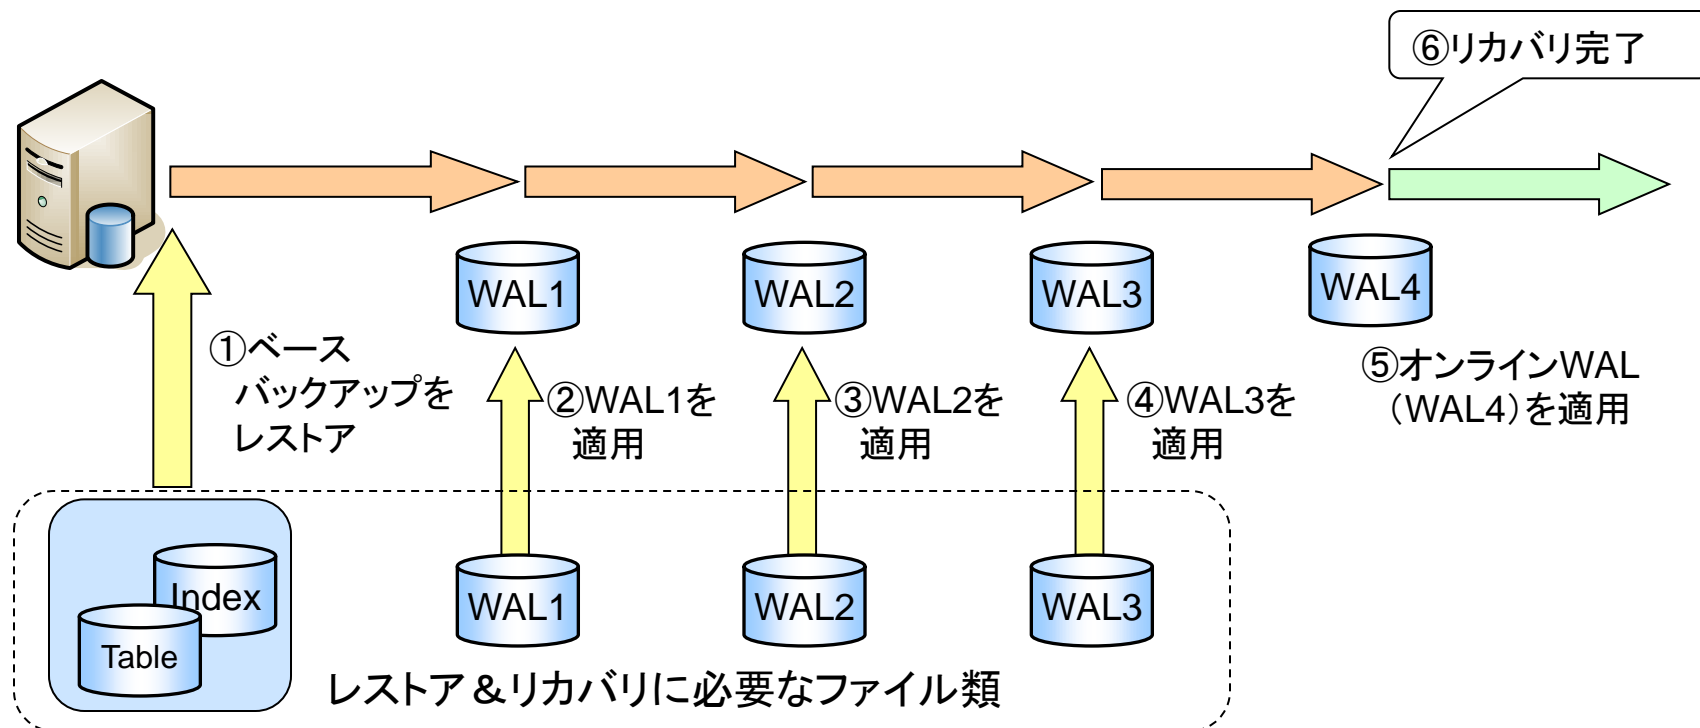 ⑥リカバリ完了
WAL1
WAL2
WAL3
WAL4
①ベース
バックアップを
レストア
②WAL1を
適用
③WAL2を
適用
④WAL3を
適用
⑤オンラインWAL
（WAL4）を適用
Index
Table
WAL1
WAL2
WAL3
レストア＆リカバリに必要なファイル類